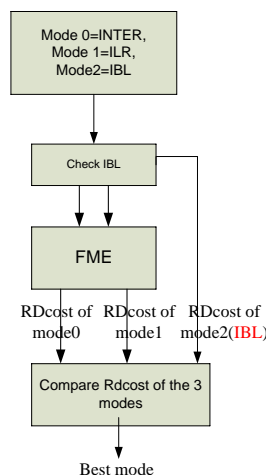 Mode 0=INTER,
Mode 1=ILR,
Mode2=IBL
Check IBL
FME
RDcost of mode0
RDcost of mode1
RDcost of mode2(IBL)
Compare Rdcost of the 3
modes
Best mode